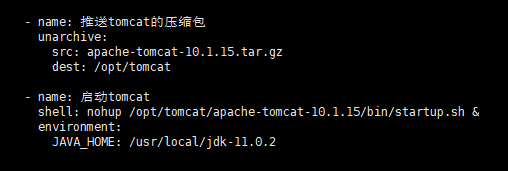 - name: 推送tomcat的压缩包
  unarchive:
    src: apache-tomcat-10.1.15.tar.gz
    dest: /opt/tomcat
- name: 启动tomcat
  shell: nohup /opt/tomcat/apache-tomcat-10.1.15/bin/startup.sh &
  environment:
    JAVA_HOME: /usr/local/jdk-11.0.2